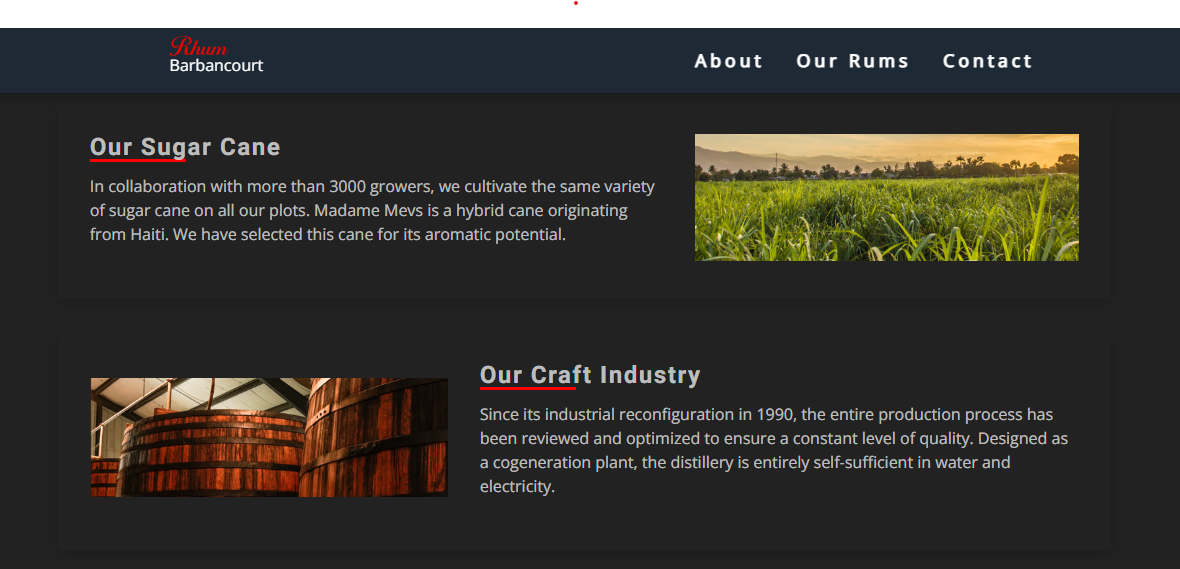 Rhum
Barbancourt
About Our Rums Contact
Our Sugar Cane
In collaboration with more than 3000 growers, we cultivate the same variety
of sugar cane on all our plots. Madame Mevs is a hybrid cane originating
from Haiti. We have selected this cane for its aromatic potential.
Our Craft Industry
Since its industrial reconfiguration in 1990, the entire production process has
been reviewed and optimized to ensure a constant level of quality. Designed as
a cogeneration plant, the distillery is entirely self-sufficient in water and
electricity.